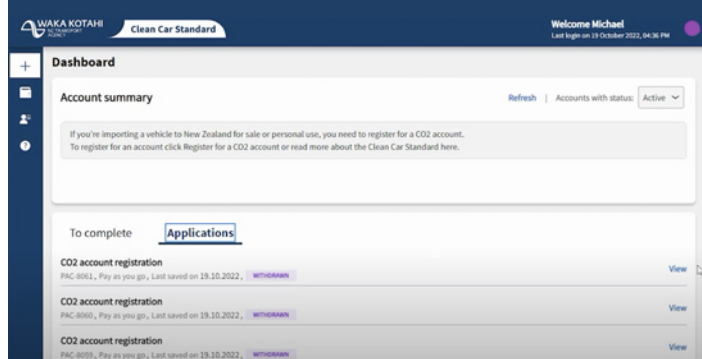 WAKA KOTAHI
NZ TRANSPORT
AGENCY
Clean Car Standard
Welcome Michael
Last login on 19 October 2022, 04:36 PM
Dashboard
Account summary
Refresh | Accounts with status: Active
If you're importing a vehicle to New Zealand for sale or personal use, you need to register for a CO2 account.
To register for an account click Register for a CO2 account or read more about the Clean Car Standard here.
To complete Applications
CO2 account registration
PAC-8061, Pay as you go, Last saved on 19.10.2022, WITHDRAWN
View
CO2 account registration
PAC-8060, Pay as you go, Last saved on 19.10.2022, WITHDRAWN
View
CO2 account registration
PAC-8059, Pay as you go, Last saved on 19.10.2022, WITHDRAWN
View